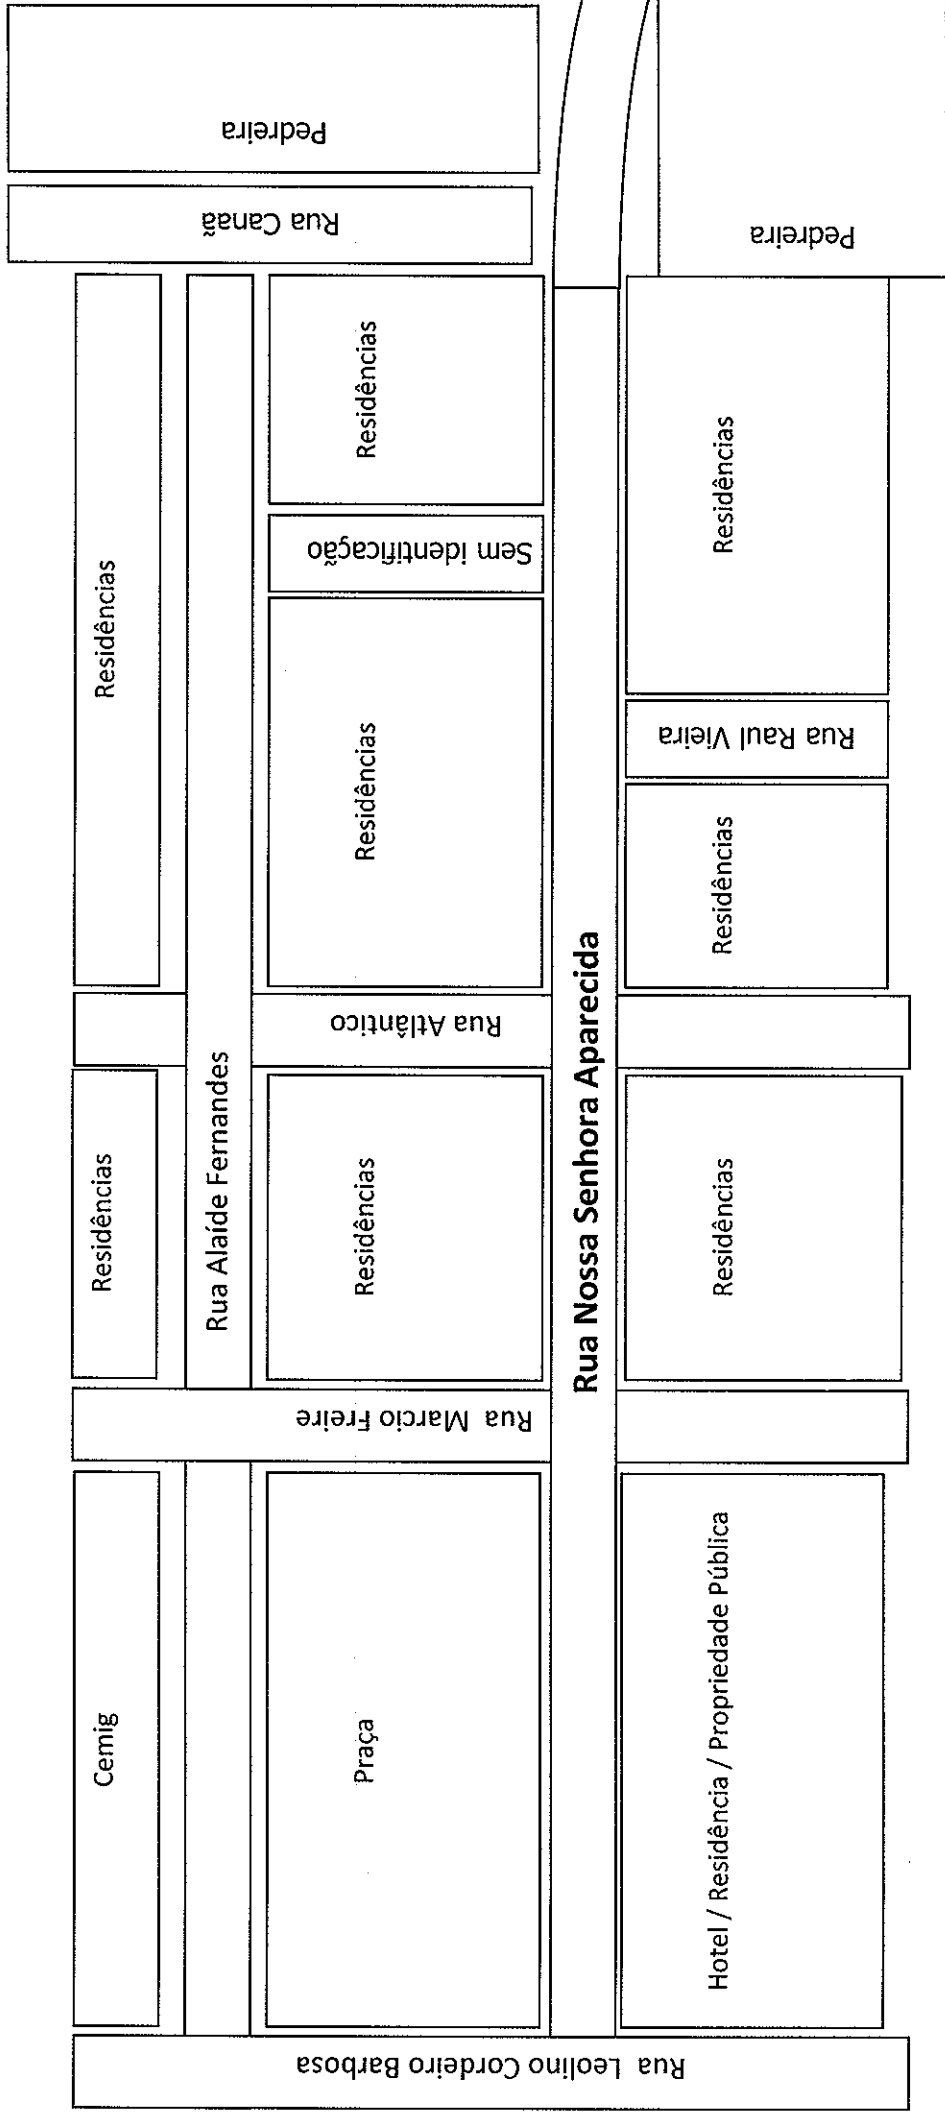 Cemig
Residências
Residências
Rua Alaíde Fernandes
Praça
Residências
Residências
Residências
Rua Leolino Cordeiro Barbosa
Rua Marcio Freire
Rua Atlântico
Sem identificação
Rua Canaã
Pedreira
Rua Nossa Senhora Aparecida
Hotel / Residência / Propriedade Pública
Residências
Residências
Rua Raul Vieira
Residências
Pedreira